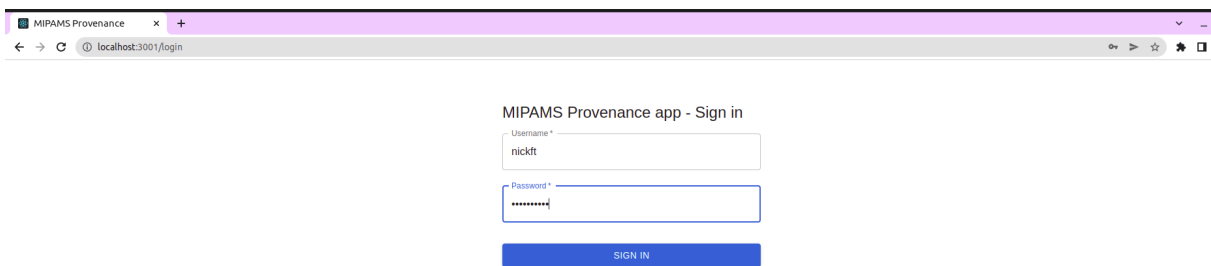 MIPAMS Provenance
localhost:3001/login
MIPAMS Provenance app - Sign in
Username *
nickft
Password *
••••••••••
SIGN IN